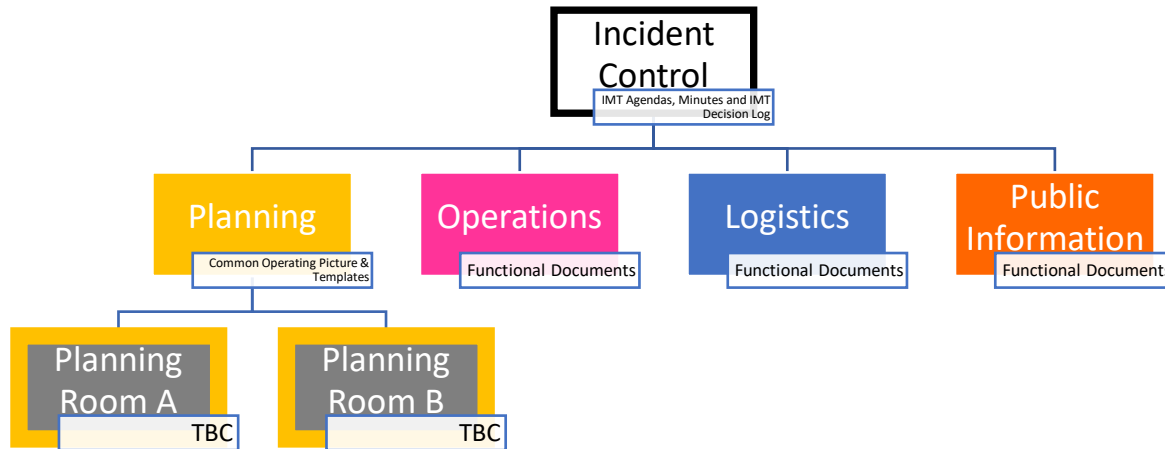 Incident
Control
IMT Agendas, Minutes and IMT
Decision Log
Planning
Common Operating Picture &
Templates
Operations
Functional Documents
Logistics
Functional Documents
Public
Information
Functional Documents
Planning
Room A
TBC
Planning
Room B
TBC